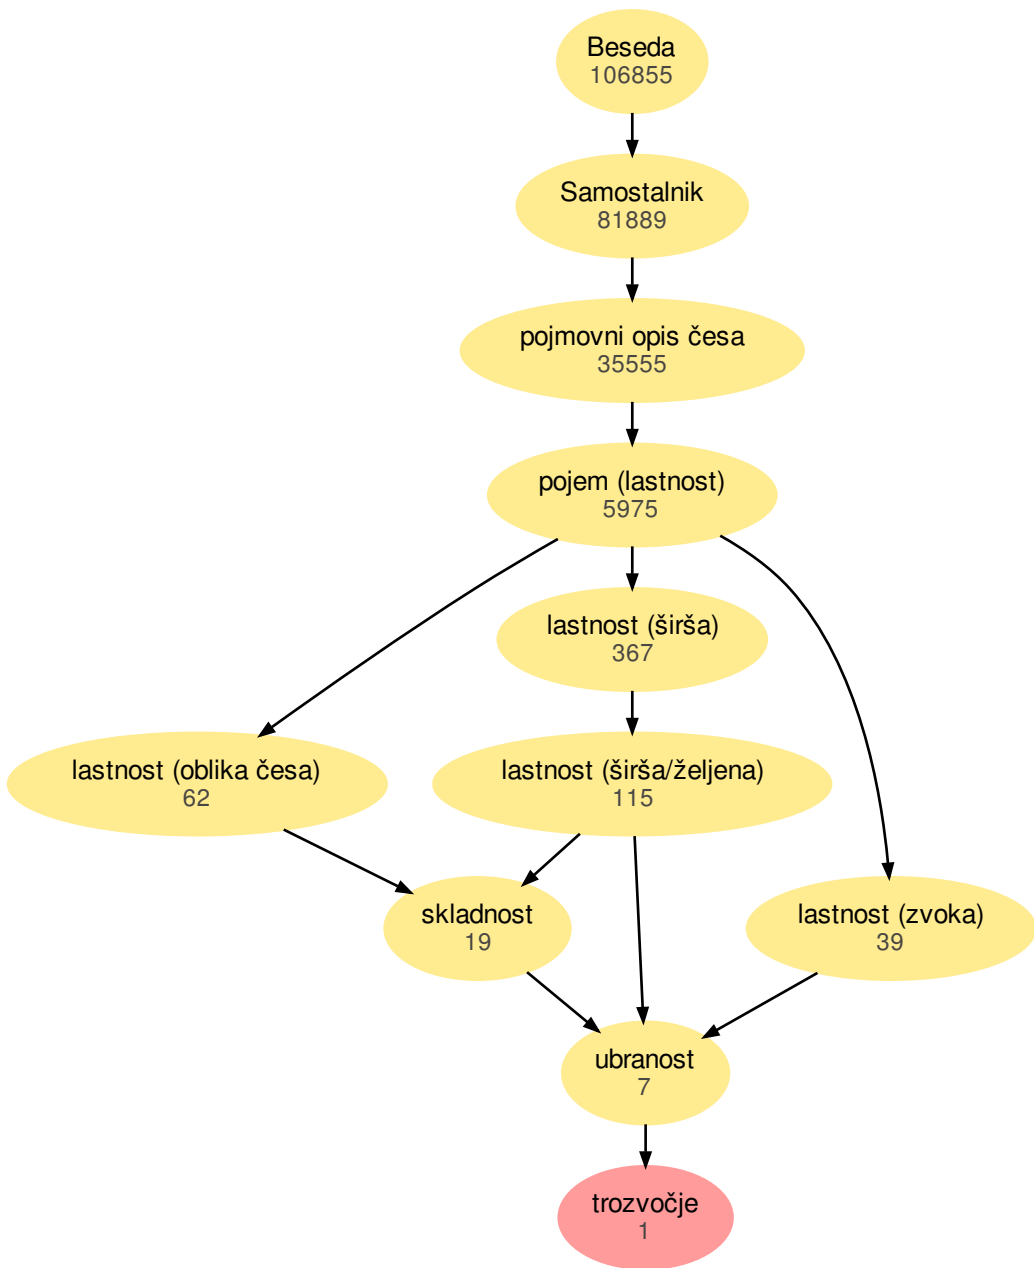 Beseda
106855
Samostalnik
81889
pojmovni opis česa
35555
pojem (lastnost)
5975
lastnost (širša)
367
lastnost (oblika česa)
62
lastnost (širša/željena)
115
skladnost
19
lastnost (zvoka)
39
ubranost
7
trozvočje
1